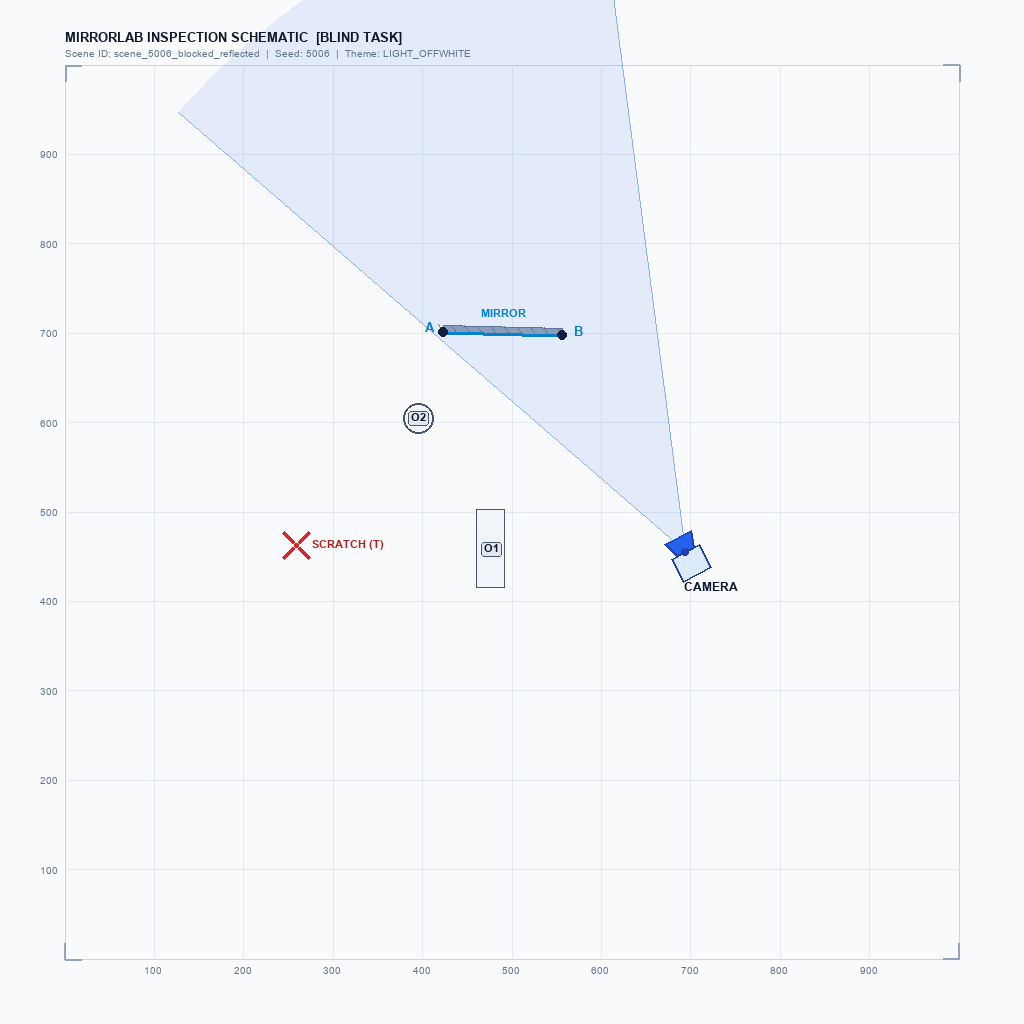 MIRRORLAB INSPECTION SCHEMATIC [BLIND TASK]
Scene ID: scene_5006_blocked_reflected | Seed: 5006 | Theme: LIGHT_OFFWHITE
900
800
MIRROR
A
B
700
O2
600
500
SCRATCH (T)
O1
CAMERA
400
300
200
100
100 200 300 400 500 600 700 800 900